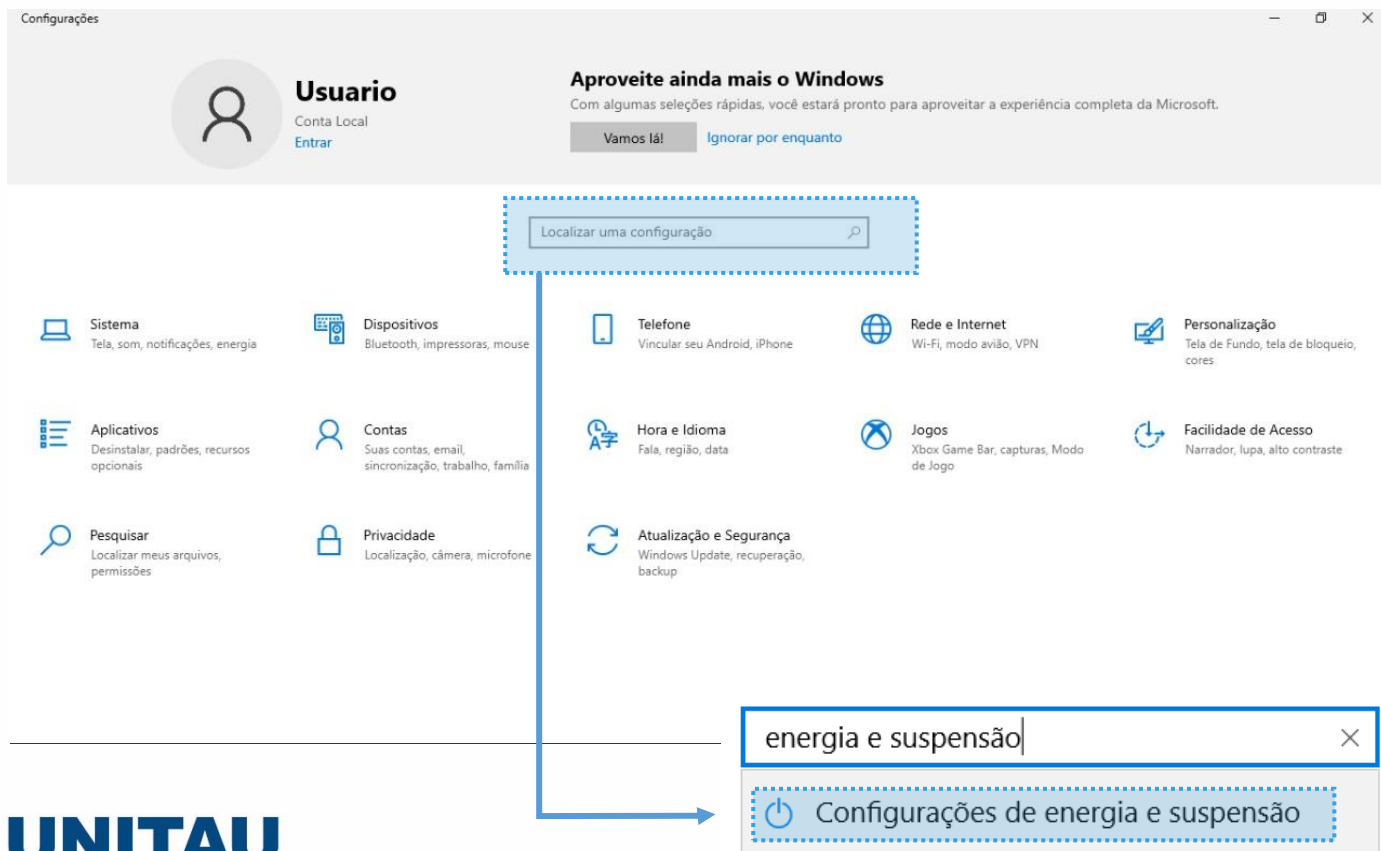 Configurações
Usuario
Conta Local
Entrar
Aproveite ainda mais o Windows
Com algumas seleções rápidas, você estará pronto para aproveitar a experiência completa da Microsoft.
Vamos lá!
Ignorar por enquanto
Localizar uma configuração
Sistema
Tela, som, notificações, energia
Dispositivos
Bluetooth, impressoras, mouse
Telefone
Vincular seu Android, iPhone
Rede e Internet
Wi-Fi, modo avião, VPN
Personalização
Tela de Fundo, tela de bloqueio,
cores
Aplicativos
Desinstalar, padrões, recursos
opcionais
Contas
Suas contas, email,
sincronização, trabalho, família
Hora e Idioma
Fala, região, data
Jogos
Xbox Game Bar, capturas, Modo
de Jogo
Facilidade de Acesso
Narrador, lupa, alto contraste
Pesquisar
Localizar meus arquivos,
permissões
Privacidade
Localização, câmera, microfone
Atualização e Segurança
Windows Update, recuperação,
backup
energia e suspensão
Configurações de energia e suspensão
UNITAU